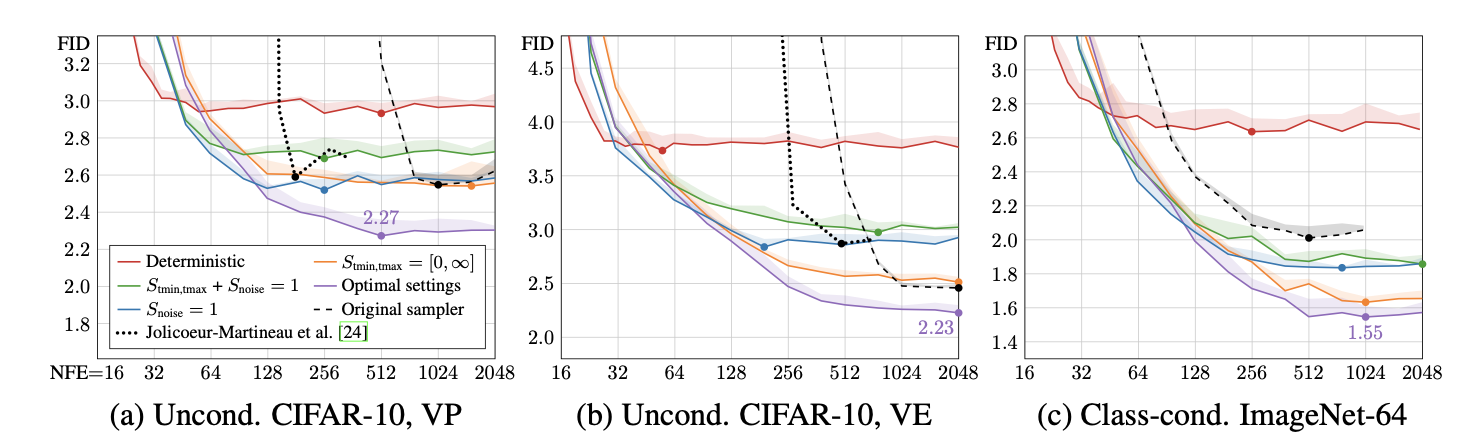 FID
3.2
3.0
2.8
2.6
2.4
2.2
2.0
1.8
2.27
Deterministic
S_tmin,tmax = [0, ∞]
S_tmin,tmax + S_noise = 1
Optimal settings
S_noise = 1
Original sampler
Jolicoeur-Martineau et al. [24]
NFE=16 32 64 128 256 512 1024 2048
(a) Uncond. CIFAR-10, VP
FID
4.5
4.0
3.5
3.0
2.5
2.0
2.23
16 32 64 128 256 512 1024 2048
(b) Uncond. CIFAR-10, VE
FID
3.0
2.8
2.6
2.4
2.2
2.0
1.8
1.6
1.4
1.55
16 32 64 128 256 512 1024 2048
(c) Class-cond. ImageNet-64